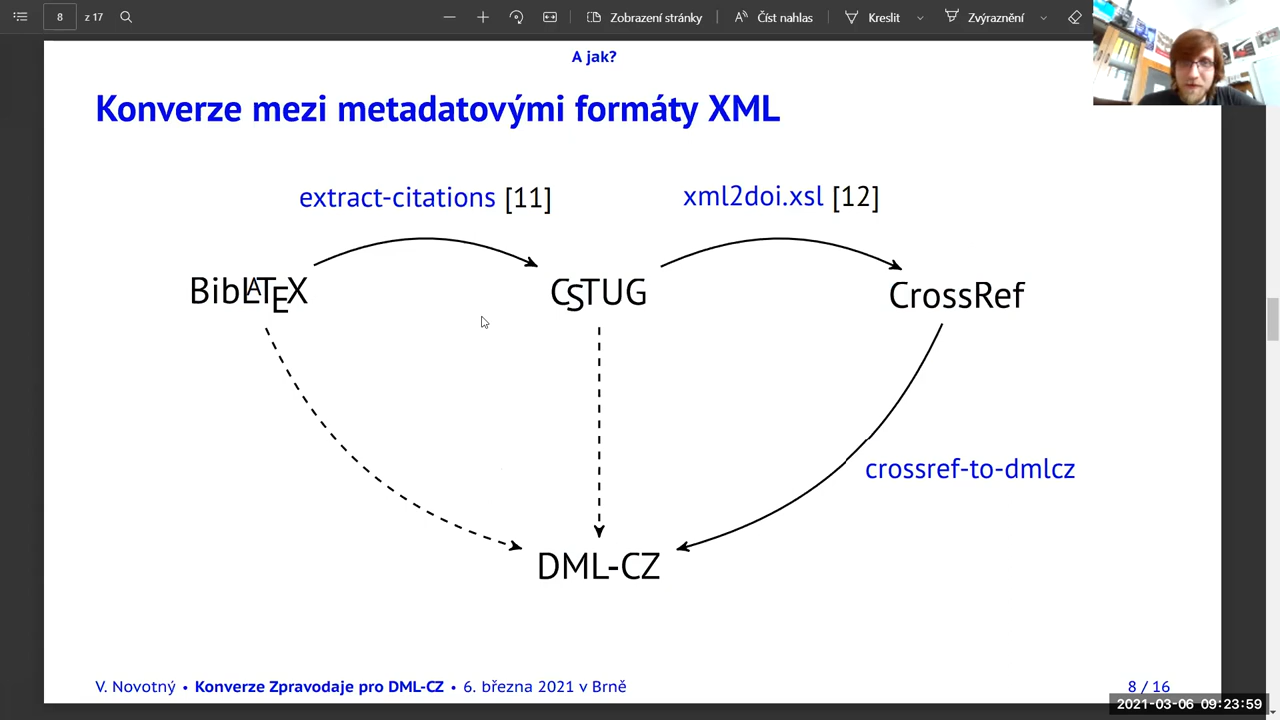 8 z 17 Zobrazení stránky Číst nahlas Kreslit Zvýraznění
A jak?
Konverze mezi metadatovými formáty XML
extract-citations [11] xml2doi.xsl [12]
BibLATEX CSTUG CrossRef
crossref-to-dmlcz
DML-CZ
V. Novotný • Konverze Zpravodaje pro DML-CZ • 6. března 2021 v Brně 8 / 16
2021-03-06 09:23:59